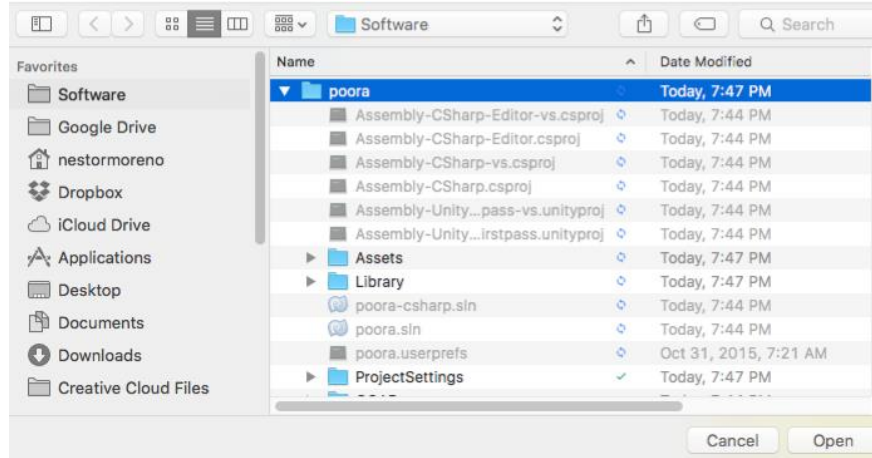 Software
Search
Favorites
Software
Google Drive
nestormoreno
Dropbox
iCloud Drive
Applications
Desktop
Documents
Downloads
Creative Cloud Files
Name Date Modified
poora Today, 7:47 PM
Assembly-CSharp-Editor-vs.csproj Today, 7:44 PM
Assembly-CSharp-Editor.csproj Today, 7:44 PM
Assembly-CSharp-vs.csproj Today, 7:44 PM
Assembly-CSharp.csproj Today, 7:44 PM
Assembly-Unity...pass-vs.unityproj Today, 7:44 PM
Assembly-Unity...irstpass.unityproj Today, 7:44 PM
Assets Today, 7:47 PM
Library Today, 7:47 PM
poora-csharp.sln Today, 7:44 PM
poora.sln Today, 7:44 PM
poora.userprefs Oct 31, 2015, 7:21 AM
ProjectSettings Today, 7:47 PM
Cancel Open